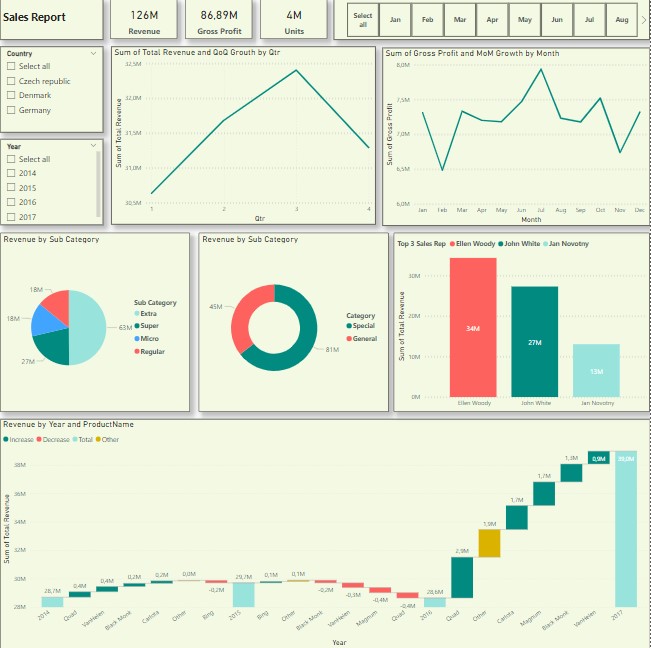 Sales Report
126M
Revenue
86,89M
Gross Profit
4M
Units
Select all
Jan
Feb
Mar
Apr
May
Jun
Jul
Aug
Country
Select all
Czech republic
Denmark
Germany
Year
Select all
2014
2015
2016
2017
Sum of Total Revenue and QoQ Grouth by Qtr
Sum of Total Revenue
32,5M
32,0M
31,5M
31,0M
30,5M
1
2
3
4
Qtr
Sum of Gross Profit and MoM Growth by Month
Sum of Gross Profit
8,0M
7,5M
7,0M
6,5M
6,0M
Jan Feb Mar Apr May Jun Jul Aug Sep Oct Nov Dec
Month
Revenue by Sub Category
18M
18M
27M
63M
Sub Category
Extra
Super
Micro
Regular
Revenue by Sub Category
45M
81M
Category
Special
General
Top 3 Sales Rep Ellen Woody John White Jan Novotny
Sum of Total Revenue
30M
20M
10M
0M
34M
27M
13M
Ellen Woody
John White
Jan Novotny
Revenue by Year and ProductName
Increase Decrease Total Other
Sum of Total Revenue
38M
36M
34M
32M
30M
28M
28,7M
0,4M
0,4M
0,2M
0,2M
0,0M
-0,2M
29,7M
0,1M
0,1M
-0,2M
-0,3M
-0,4M
-0,4M
28,6M
2,9M
1,9M
1,7M
1,7M
1,3M
0,9M
39,0M
2014
Quad
VanHelen
Black Monk
Carlota
Other
Bing
2015
Bing
Other
Black Monk
VanHelen
Magnum
Quad
2016
Quad
Other
Carlota
Magnum
Black Monk
VanHelen
2017
Year